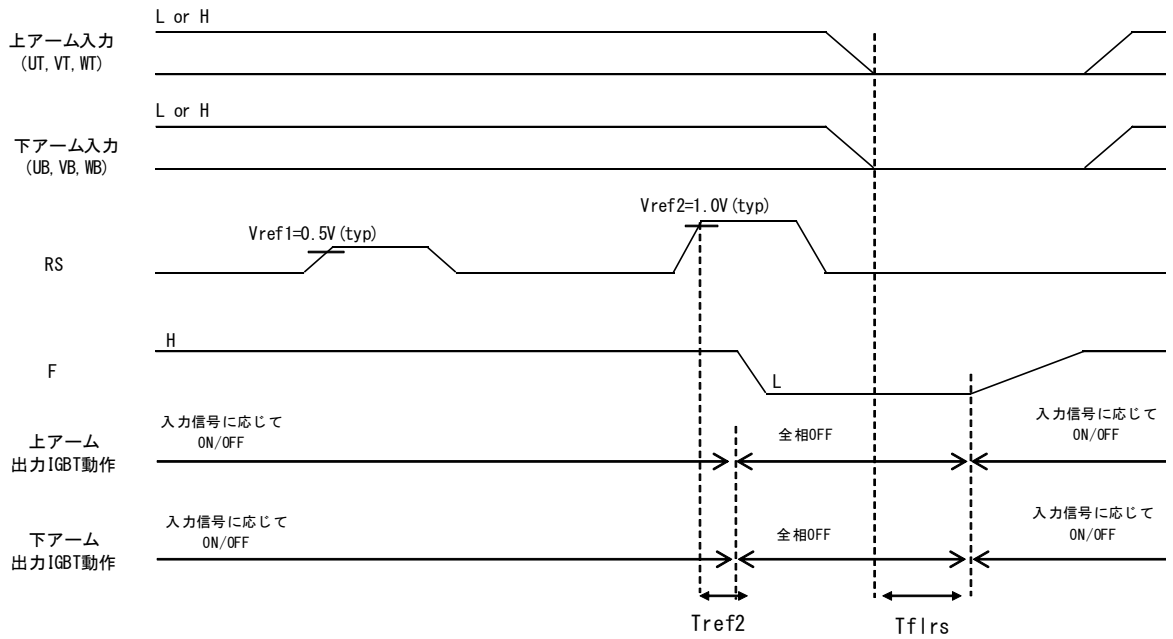 L or H
上アーム入力
(UT, VT, WT)
L or H
下アーム入力
(UB, VB, WB)
Vref1=0.5V(typ)
Vref2=1.0V(typ)
RS
H
F
L
入力信号に応じて
ON/OFF
全相OFF
入力信号に応じて
ON/OFF
上アーム
出力IGBT動作
入力信号に応じて
ON/OFF
全相OFF
入力信号に応じて
ON/OFF
下アーム
出力IGBT動作
Tref2
Tflrs